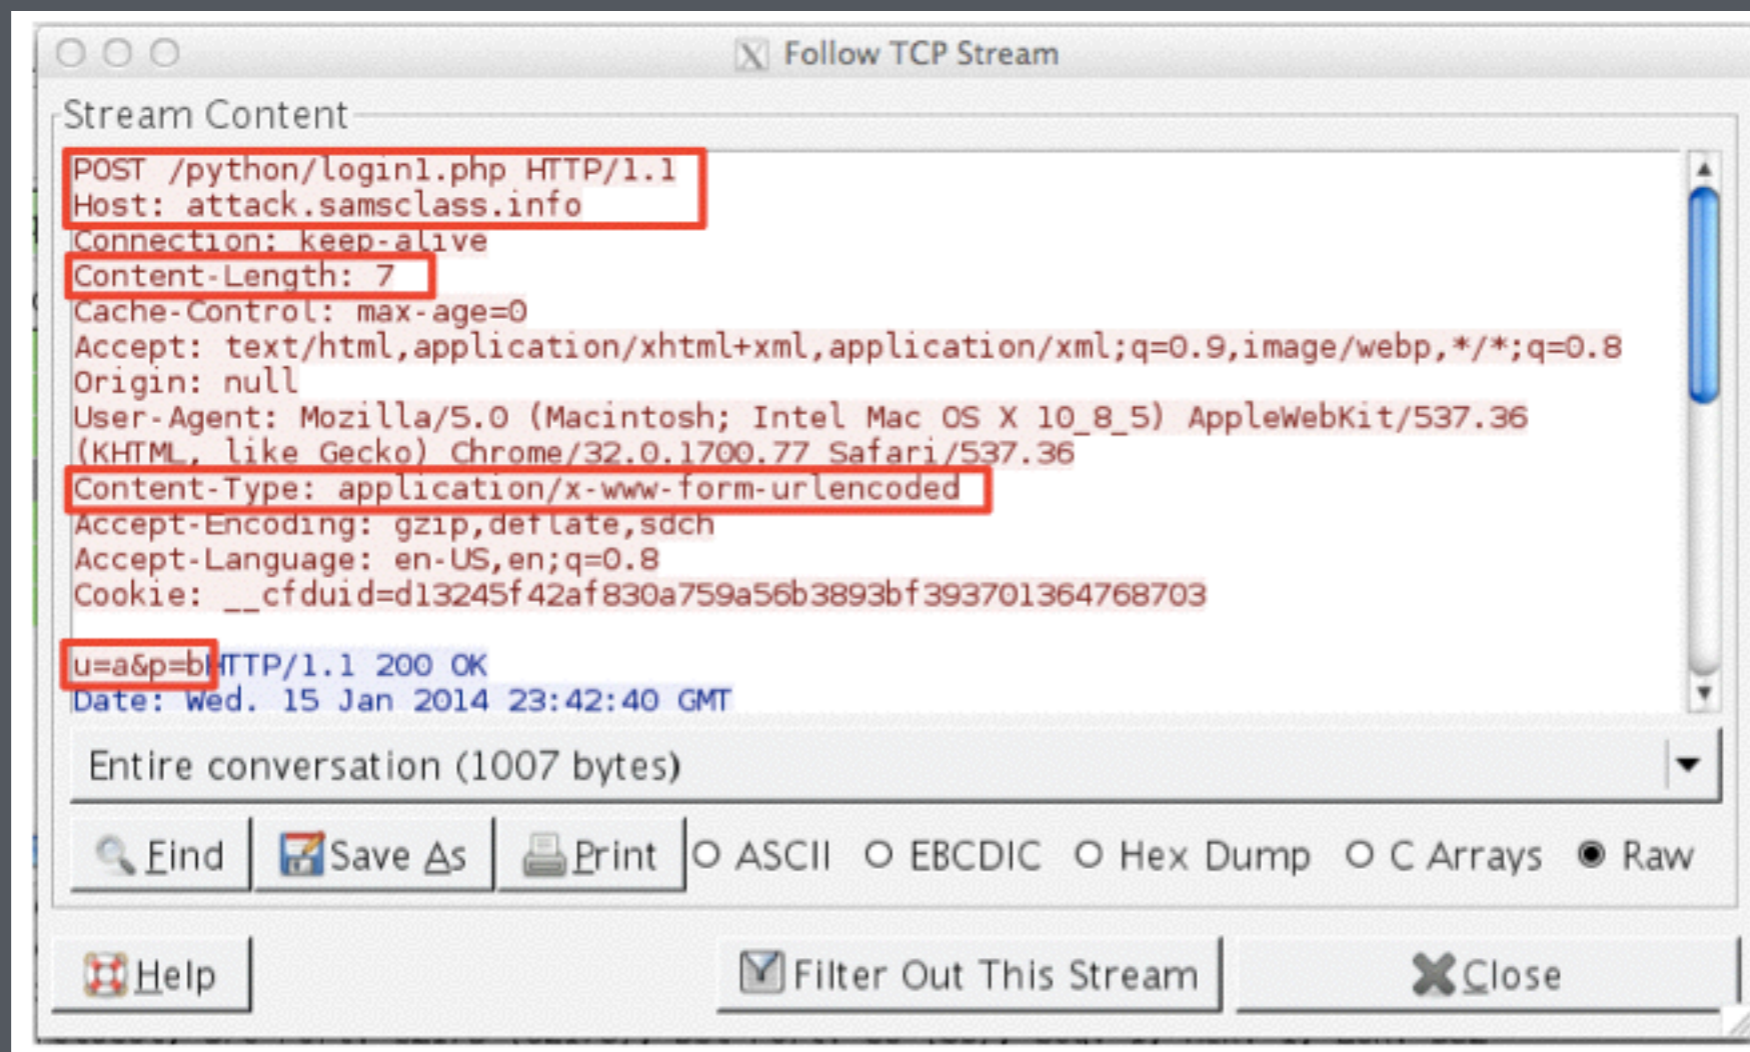 Follow TCP Stream
Stream Content
POST /python/login1.php HTTP/1.1
Host: attack.samsclass.info
Connection: keep-alive
Content-Length: 7
Cache-Control: max-age=0
Accept: text/html,application/xhtml+xml,application/xml;q=0.9,image/webp,*/*;q=0.8
Origin: null
User-Agent: Mozilla/5.0 (Macintosh; Intel Mac OS X 10_8_5) AppleWebKit/537.36
(KHTML, like Gecko) Chrome/32.0.1700.77 Safari/537.36
Content-Type: application/x-www-form-urlencoded
Accept-Encoding: gzip,deflate,sdch
Accept-Language: en-US,en;q=0.8
Cookie: __cfduid=d13245f42af830a759a56b3893bf393701364768703
u=a&p=bHTTP/1.1 200 OK
Date: Wed. 15 Jan 2014 23:42:40 GMT
Entire conversation (1007 bytes)
Find Save As Print ASCII EBCDIC Hex Dump C Arrays Raw
Help Filter Out This Stream Close